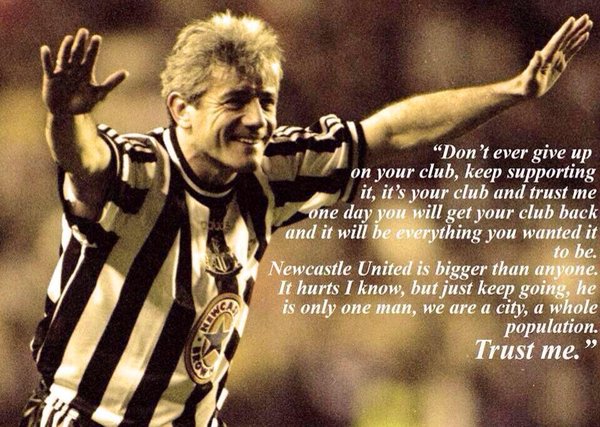 “Don’t ever give up
on your club, keep supporting
it, it’s your club and trust me
one day you will get your club back
and it will be everything you wanted it
to be.
Newcastle United is bigger than anyone.
It hurts I know, but just keep going, he
is only one man, we are a city, a whole
population.
Trust me.”
NEWCASTLE